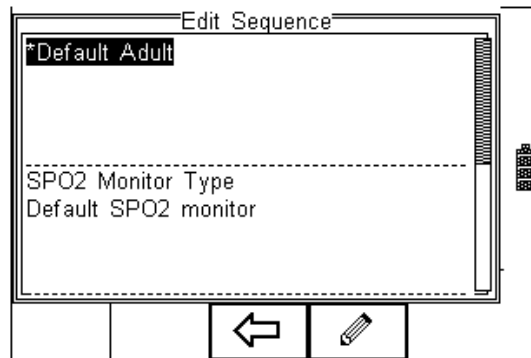 Edit Sequence
*Default Adult
SPO2 Monitor Type
Default SPO2 monitor